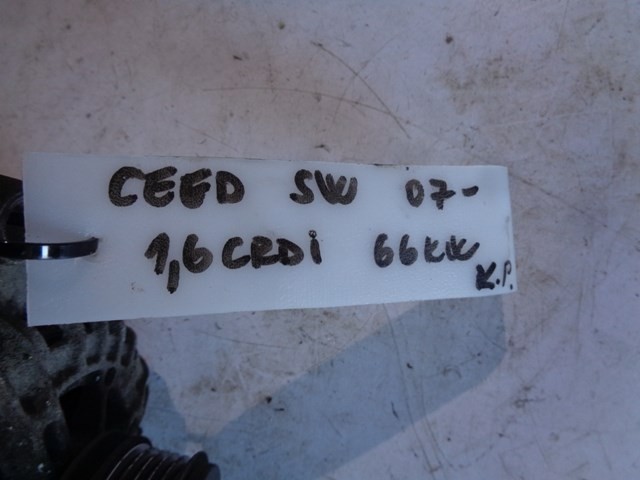 CEED SW 07-
1,6 CRDi 66kW
K.P.